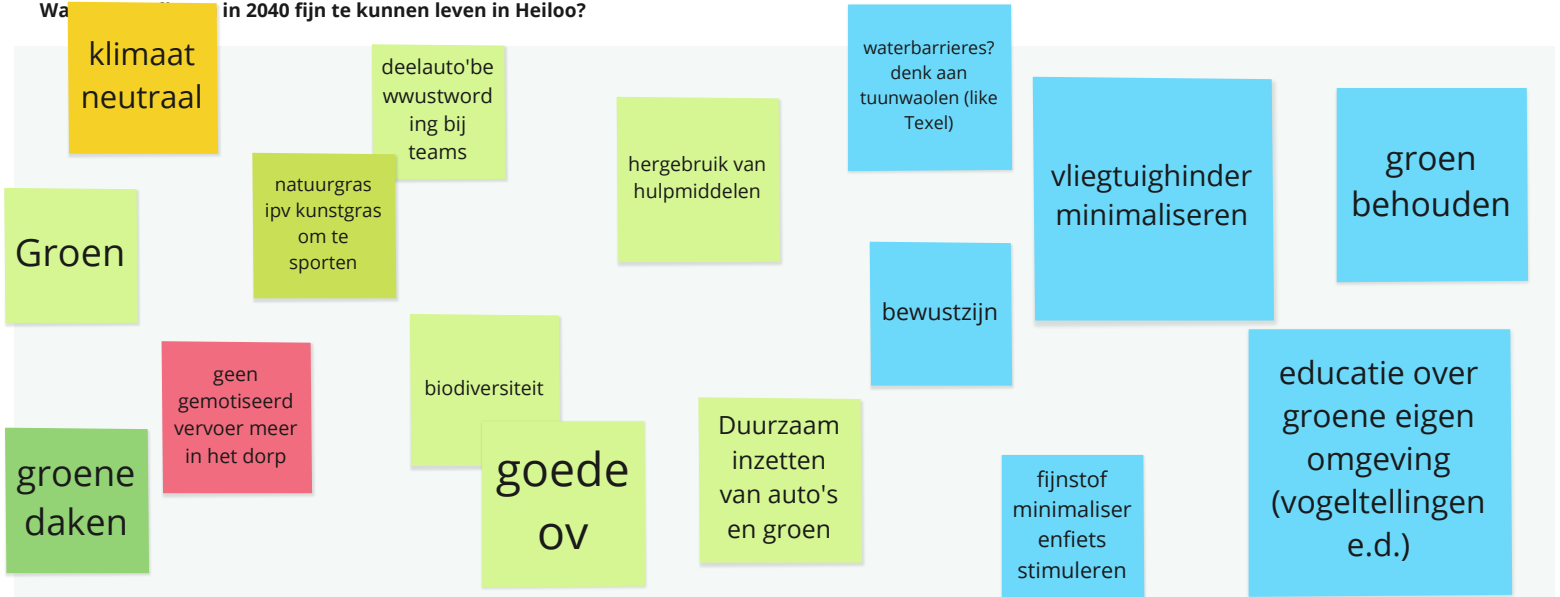 Wa in 2040 fijn te kunnen leven in Heiloo?
klimaat
neutraal
deelauto'be
wwustword
ing bij
teams
natuurgras
ipv kunstgras
om te
sporten
Groen
geen
gemotiseerd
vervoer meer
in het dorp
groene
daken
biodiversiteit
goede
ov
hergebruik van
hulpmiddelen
Duurzaam
inzetten
van auto's
en groen
waterbarrieres?
denk aan
tuunwaolen (like
Texel)
bewustzijn
vliegtuighinder
minimaliseren
groen
behouden
fijnstof
minimaliser
enfiets
stimuleren
educatie over
groene eigen
omgeving
(vogeltellingen
e.d.)